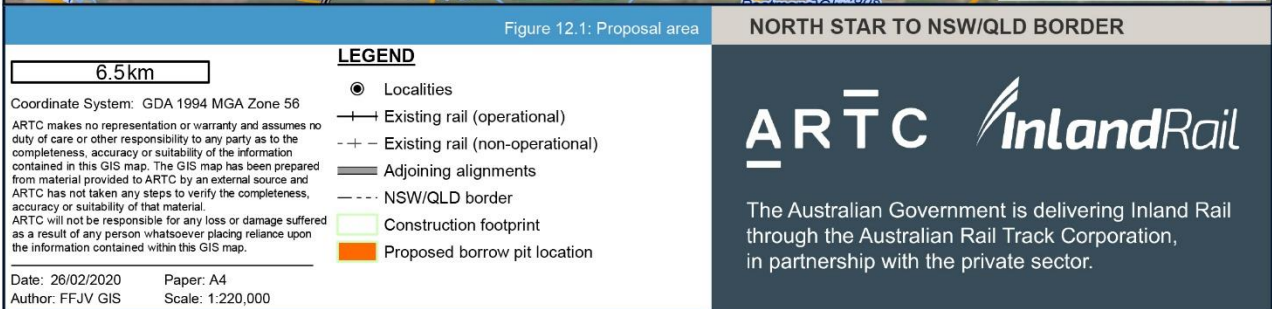 Figure 12.1: Proposal area
NORTH STAR TO NSW/QLD BORDER
6.5km
Coordinate System: GDA 1994 MGA Zone 56
ARTC makes no representation or warranty and assumes no
duty of care or other responsibility to any party as to the
completeness, accuracy or suitability of the information
contained in this GIS map. The GIS map has been prepared
from material provided to ARTC by an external source and
ARTC has not taken any steps to verify the completeness,
accuracy or suitability of that material.
ARTC will not be responsible for any loss or damage suffered
as a result of any person whatsoever placing reliance upon
the information contained within this GIS map.
Date: 26/02/2020 Paper: A4
Author: FFJV GIS Scale: 1:220,000
LEGEND
Localities
Existing rail (operational)
Existing rail (non-operational)
Adjoining alignments
NSW/QLD border
Construction footprint
Proposed borrow pit location
ARTC InlandRail
The Australian Government is delivering Inland Rail
through the Australian Rail Track Corporation,
in partnership with the private sector.